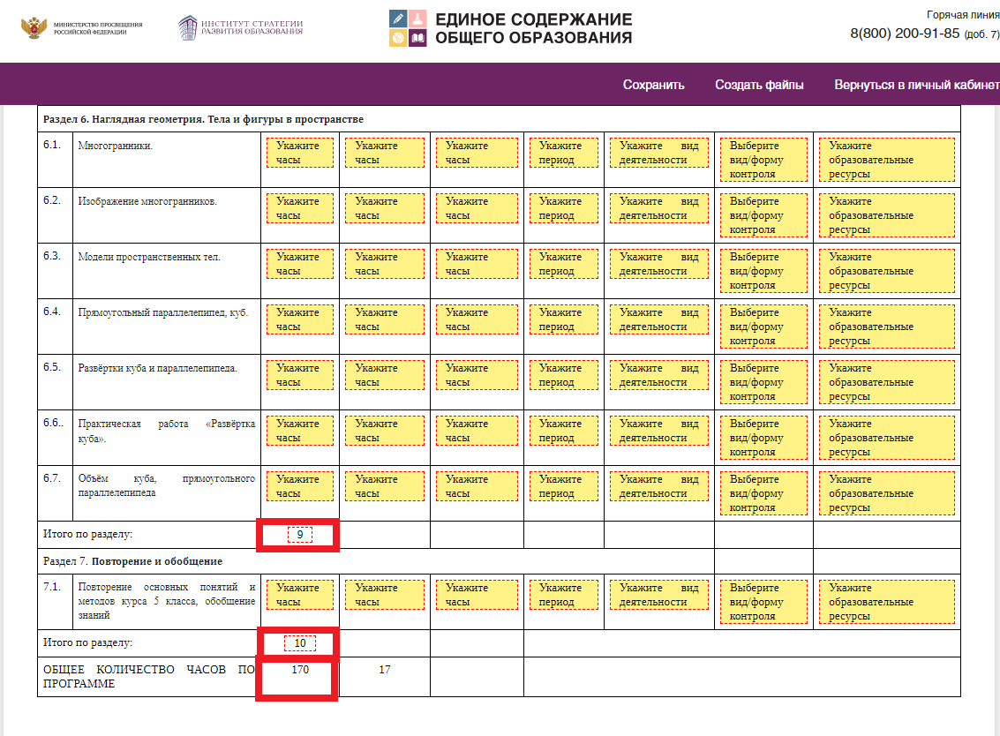 МИНИСТЕРСТВО ПРОСВЕЩЕНИЯ
РОССИЙСКОЙ ФЕДЕРАЦИИ
ИНСТИТУТ СТРАТЕГИИ
РАЗВИТИЯ ОБРАЗОВАНИЯ
ЕДИНОЕ СОДЕРЖАНИЕ
ОБЩЕГО ОБРАЗОВАНИЯ
Горячая линия
8(800) 200-91-85 (доб. 7)
Сохранить Создать файлы Вернуться в личный кабинет
Раздел 6. Наглядная геометрия. Тела и фигуры в пространстве
6.1. Многогранники. Укажите Укажите Укажите Укажите Укажите вид Выберите Укажите
часы часы часы период деятельности вид/форму образовательные
контроля ресурсы
6.2. Изображение многогранников. Укажите Укажите Укажите Укажите Укажите вид Выберите Укажите
часы часы часы период деятельности вид/форму образовательные
контроля ресурсы
6.3. Модели пространственных тел. Укажите Укажите Укажите Укажите Укажите вид Выберите Укажите
часы часы часы период деятельности вид/форму образовательные
контроля ресурсы
6.4. Прямоугольный параллелепипед, куб. Укажите Укажите Укажите Укажите Укажите вид Выберите Укажите
часы часы часы период деятельности вид/форму образовательные
контроля ресурсы
6.5. Развёртки куба и параллелепипеда. Укажите Укажите Укажите Укажите Укажите вид Выберите Укажите
часы часы часы период деятельности вид/форму образовательные
контроля ресурсы
6.6.. Практическая работа «Развёртка Укажите Укажите Укажите Укажите Укажите вид Выберите Укажите
куба». часы часы часы период деятельности вид/форму образовательные
контроля ресурсы
6.7. Объём куба, прямоугольного Укажите Укажите Укажите Укажите Укажите вид Выберите Укажите
параллелепипеда часы часы часы период деятельности вид/форму образовательные
контроля ресурсы
Итого по разделу: 9
Раздел 7. Повторение и обобщение
7.1. Повторение основных понятий и Укажите Укажите Укажите Укажите Укажите вид Выберите Укажите
методов курса 5 класса, обобщение часы часы часы период деятельности вид/форму образовательные
знаний контроля ресурсы
Итого по разделу: 10
ОБЩЕЕ КОЛИЧЕСТВО ЧАСОВ ПО 170 17
ПРОГРАММЕ